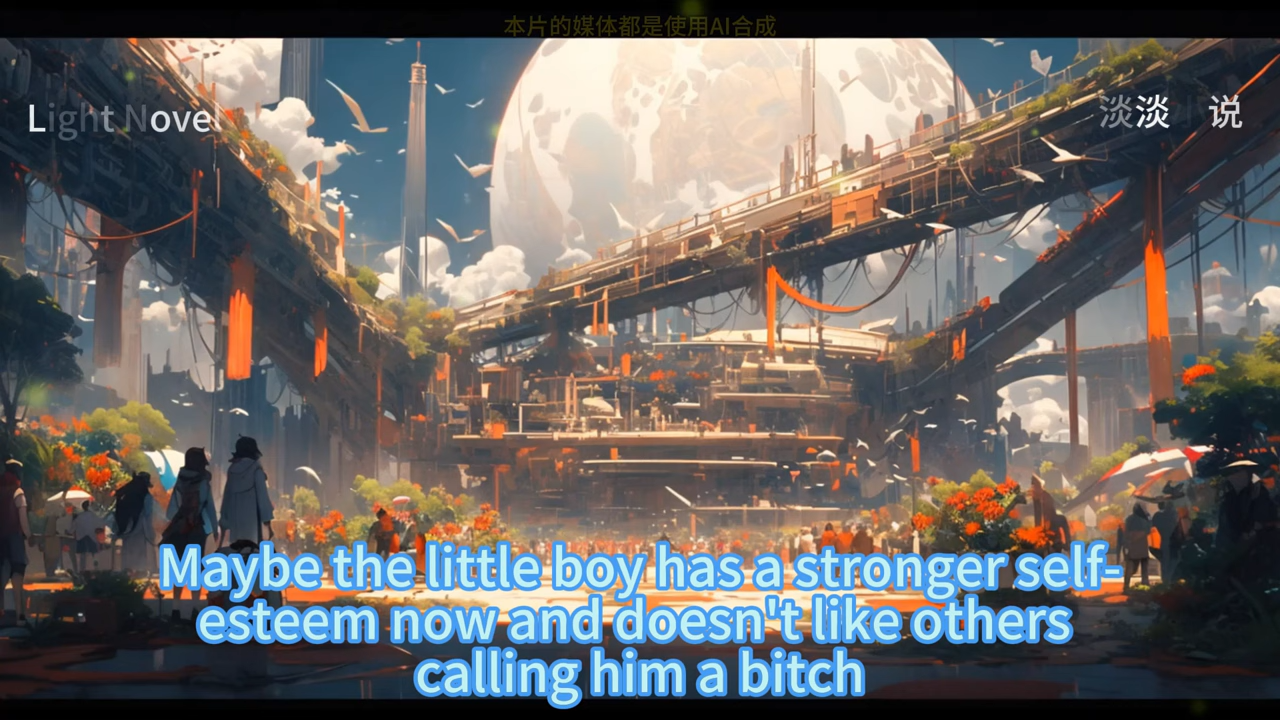 本片的媒体都是使用AI合成
Light Novel
淡淡小说
Maybe the little boy has a stronger self-
esteem now and doesn't like others
calling him a bitch